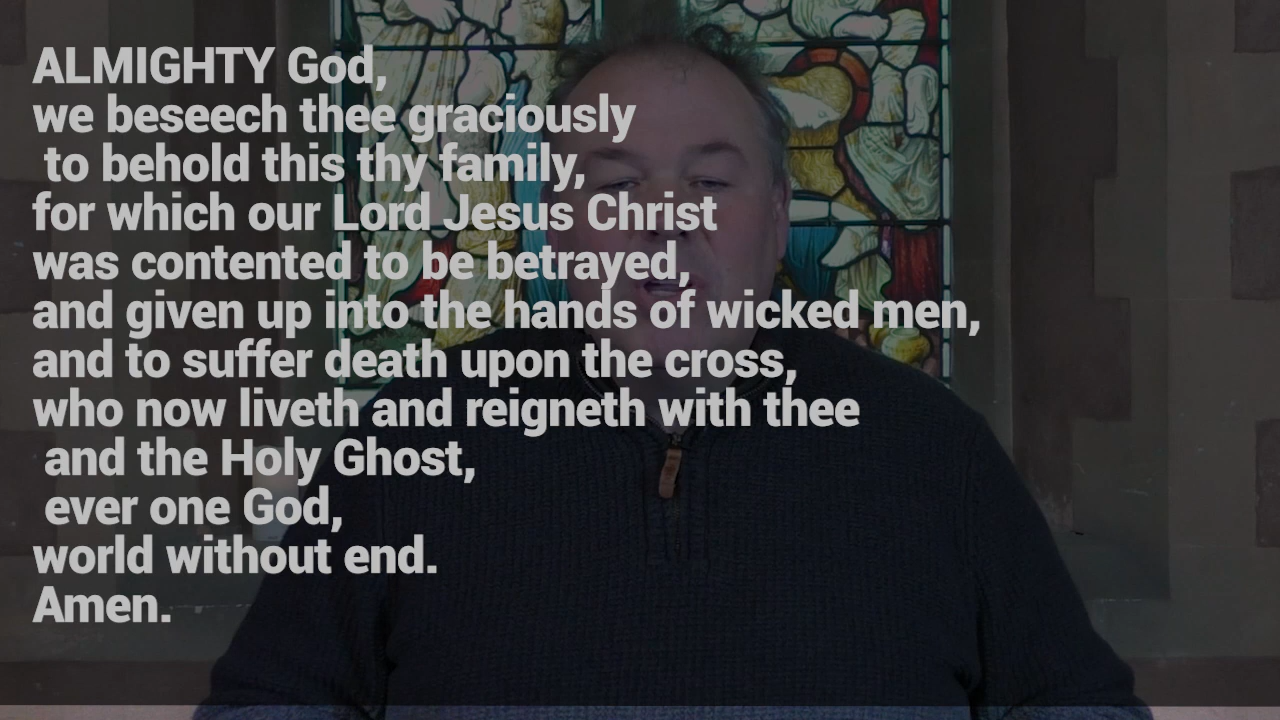 ALMIGHTY God,
we beseech thee graciously
to behold this thy family,
for which our Lord Jesus Christ
was contented to be betrayed,
and given up into the hands of wicked men,
and to suffer death upon the cross,
who now liveth and reigneth with thee
and the Holy Ghost,
ever one God,
world without end.
Amen.